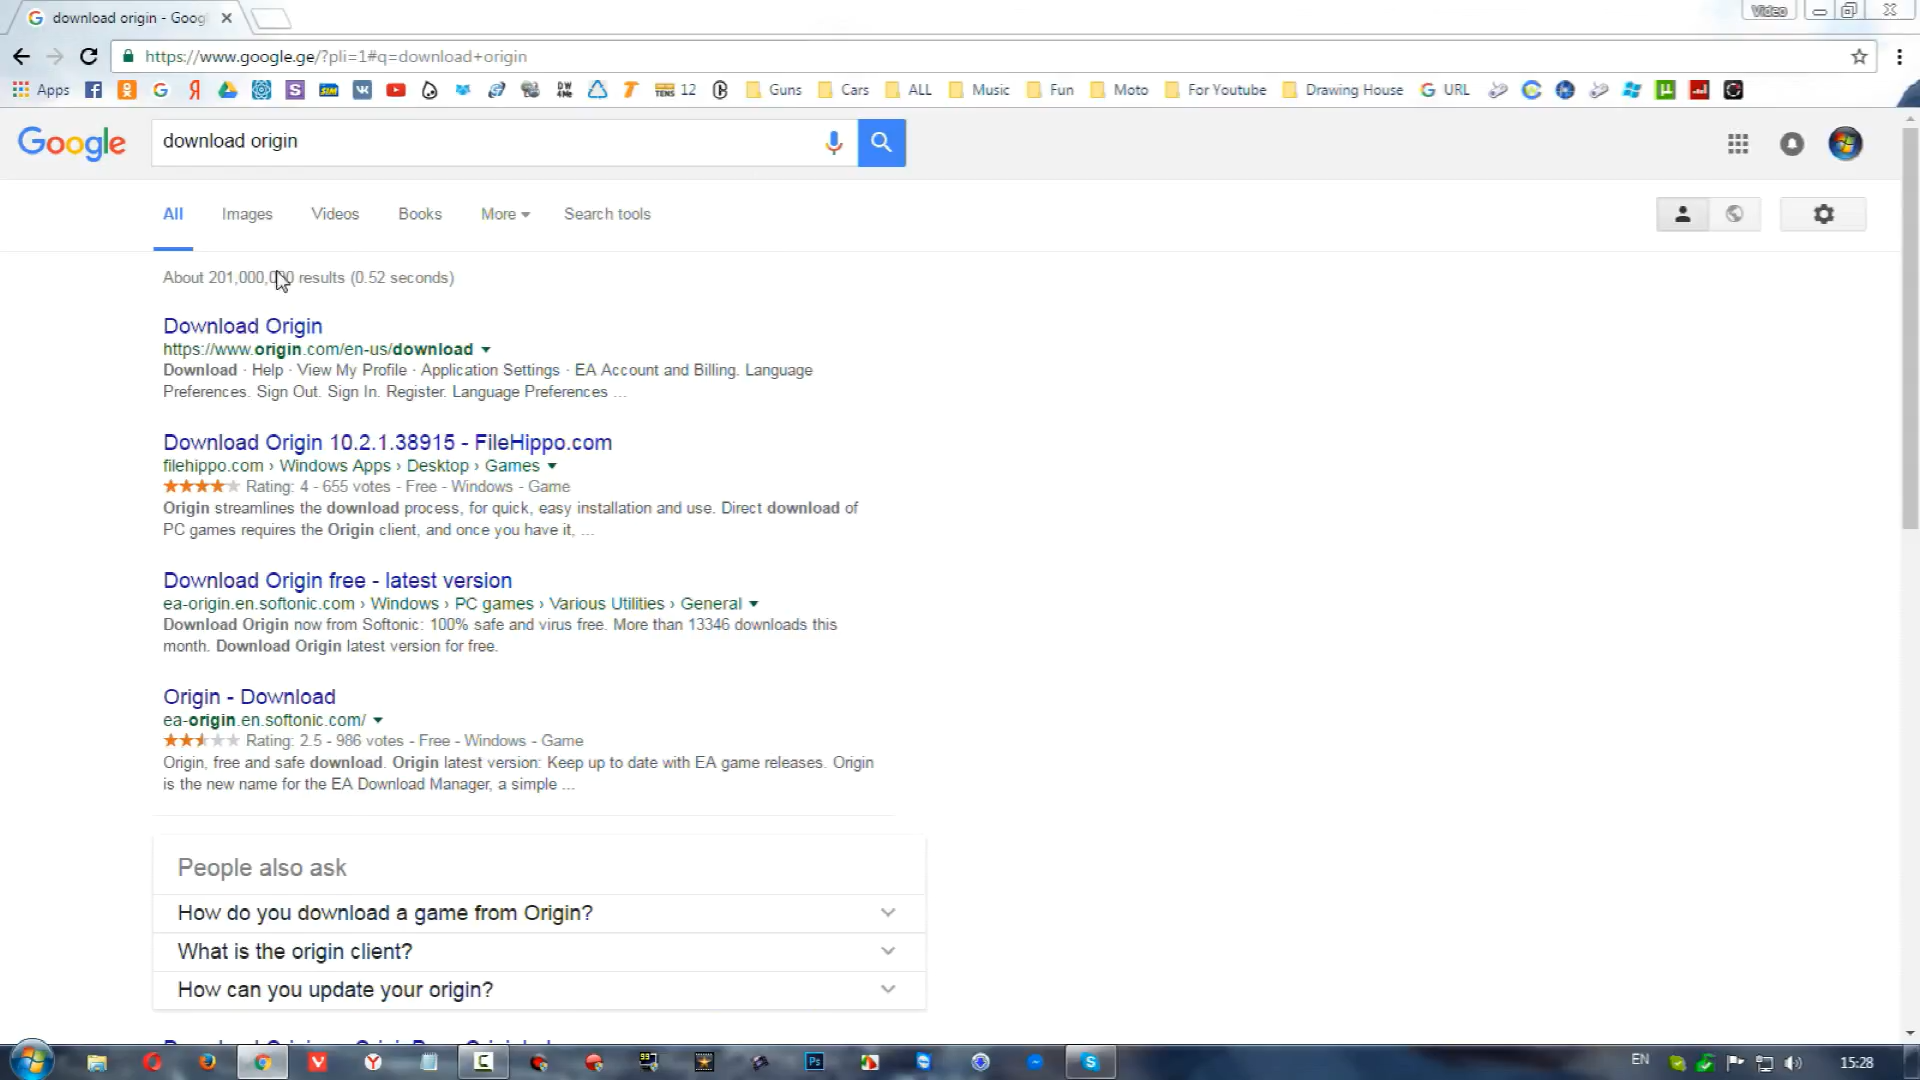 download origin - Goog
Video
https://www.google.ge/?pli=1#q=download+origin
Apps
12
Guns
Cars
ALL
Music
Fun
Moto
For Youtube
Drawing House
URL
Google
download origin
All
Images
Videos
Books
More
Search tools
About 201,000,000 results (0.52 seconds)
Download Origin
https://www.origin.com/en-us/download
Download · Help · View My Profile · Application Settings · EA Account and Billing. Language
Preferences. Sign Out. Sign In. Register. Language Preferences ...
Download Origin 10.2.1.38915 - FileHippo.com
filehippo.com › Windows Apps › Desktop › Games
Rating: 4 - 655 votes - Free - Windows - Game
Origin streamlines the download process, for quick, easy installation and use. Direct download of
PC games requires the Origin client, and once you have it, ...
Download Origin free - latest version
ea-origin.en.softonic.com › Windows › PC games › Various Utilities › General
Download Origin now from Softonic: 100% safe and virus free. More than 13346 downloads this
month. Download Origin latest version for free.
Origin - Download
ea-origin.en.softonic.com/
Rating: 2.5 - 986 votes - Free - Windows - Game
Origin, free and safe download. Origin latest version: Keep up to date with EA game releases. Origin
is the new name for the EA Download Manager, a simple ...
People also ask
How do you download a game from Origin?
What is the origin client?
How can you update your origin?
EN
15:28